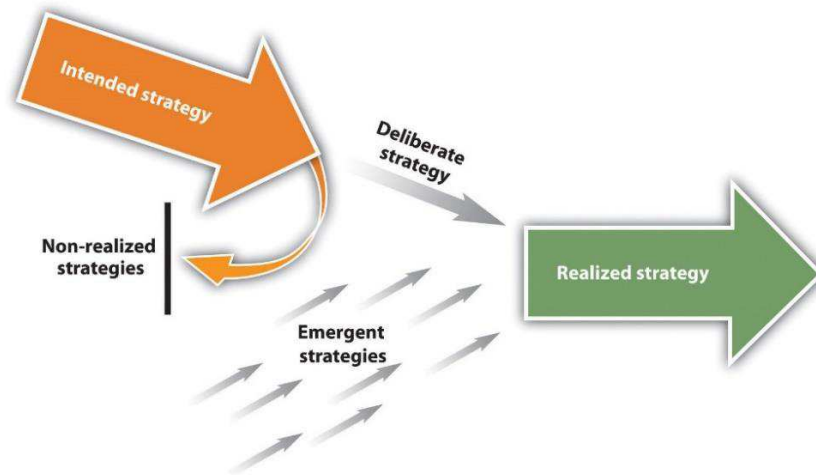 Intended strategy
Deliberate
strategy
Non-realized
strategies
Realized strategy
Emergent
strategies